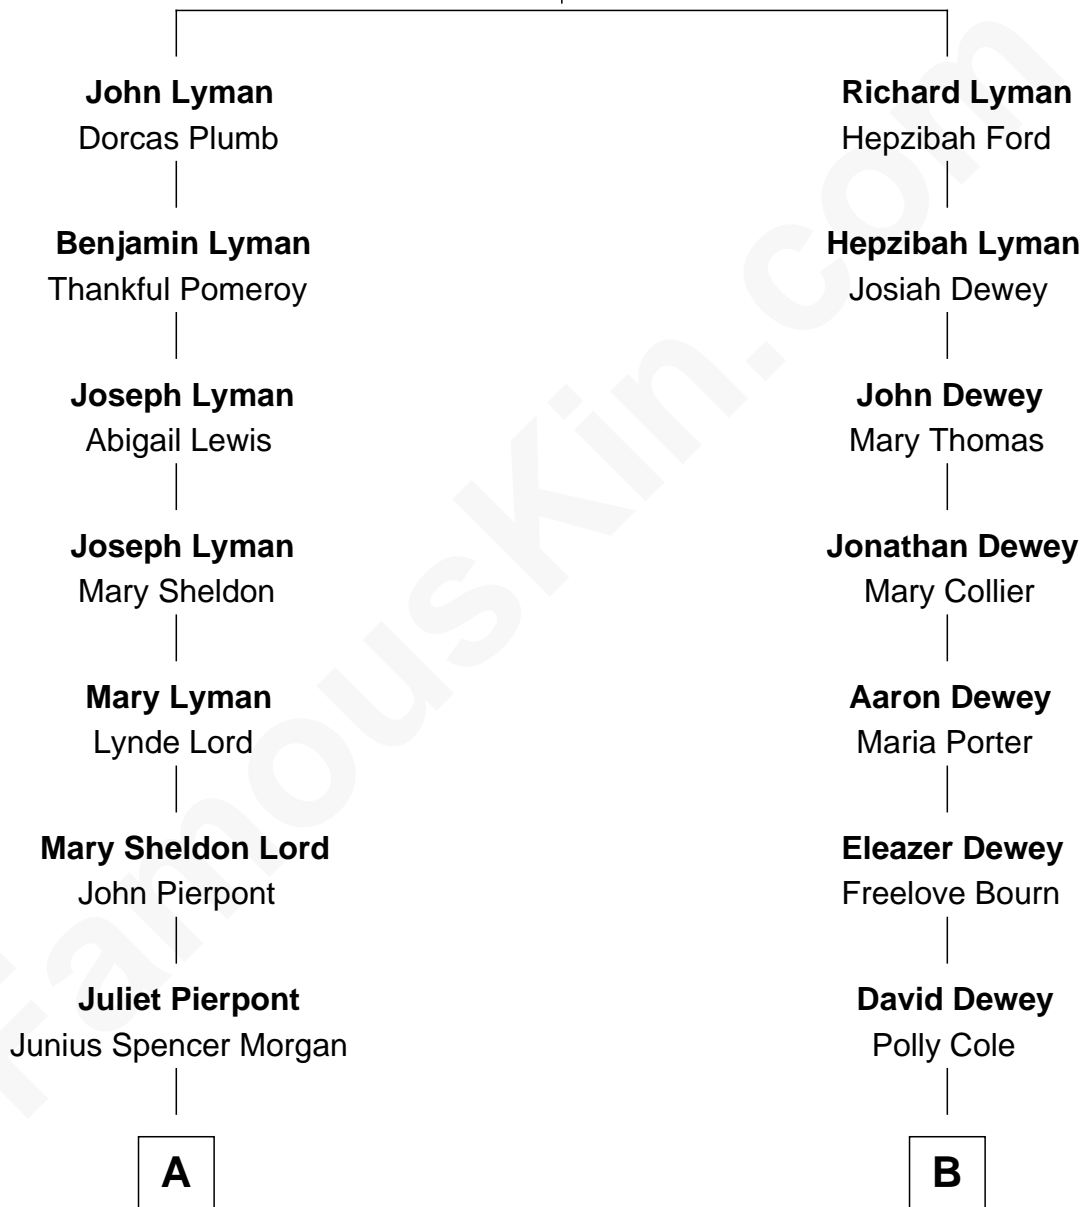 John Lyman
Dorcas Plumb
Benjamin Lyman
Thankful Pomeroy
Joseph Lyman
Abigail Lewis
Joseph Lyman
Mary Sheldon
Mary Lyman
Lynde Lord
Mary Sheldon Lord
John Pierpont
Juliet Pierpont
Junius Spencer Morgan
A
Richard Lyman
Hepzibah Ford
Hepzibah Lyman
Josiah Dewey
John Dewey
Mary Thomas
Jonathan Dewey
Mary Collier
Aaron Dewey
Maria Porter
Eleazer Dewey
Freelove Bourn
David Dewey
Polly Cole
B
FamousKin.com